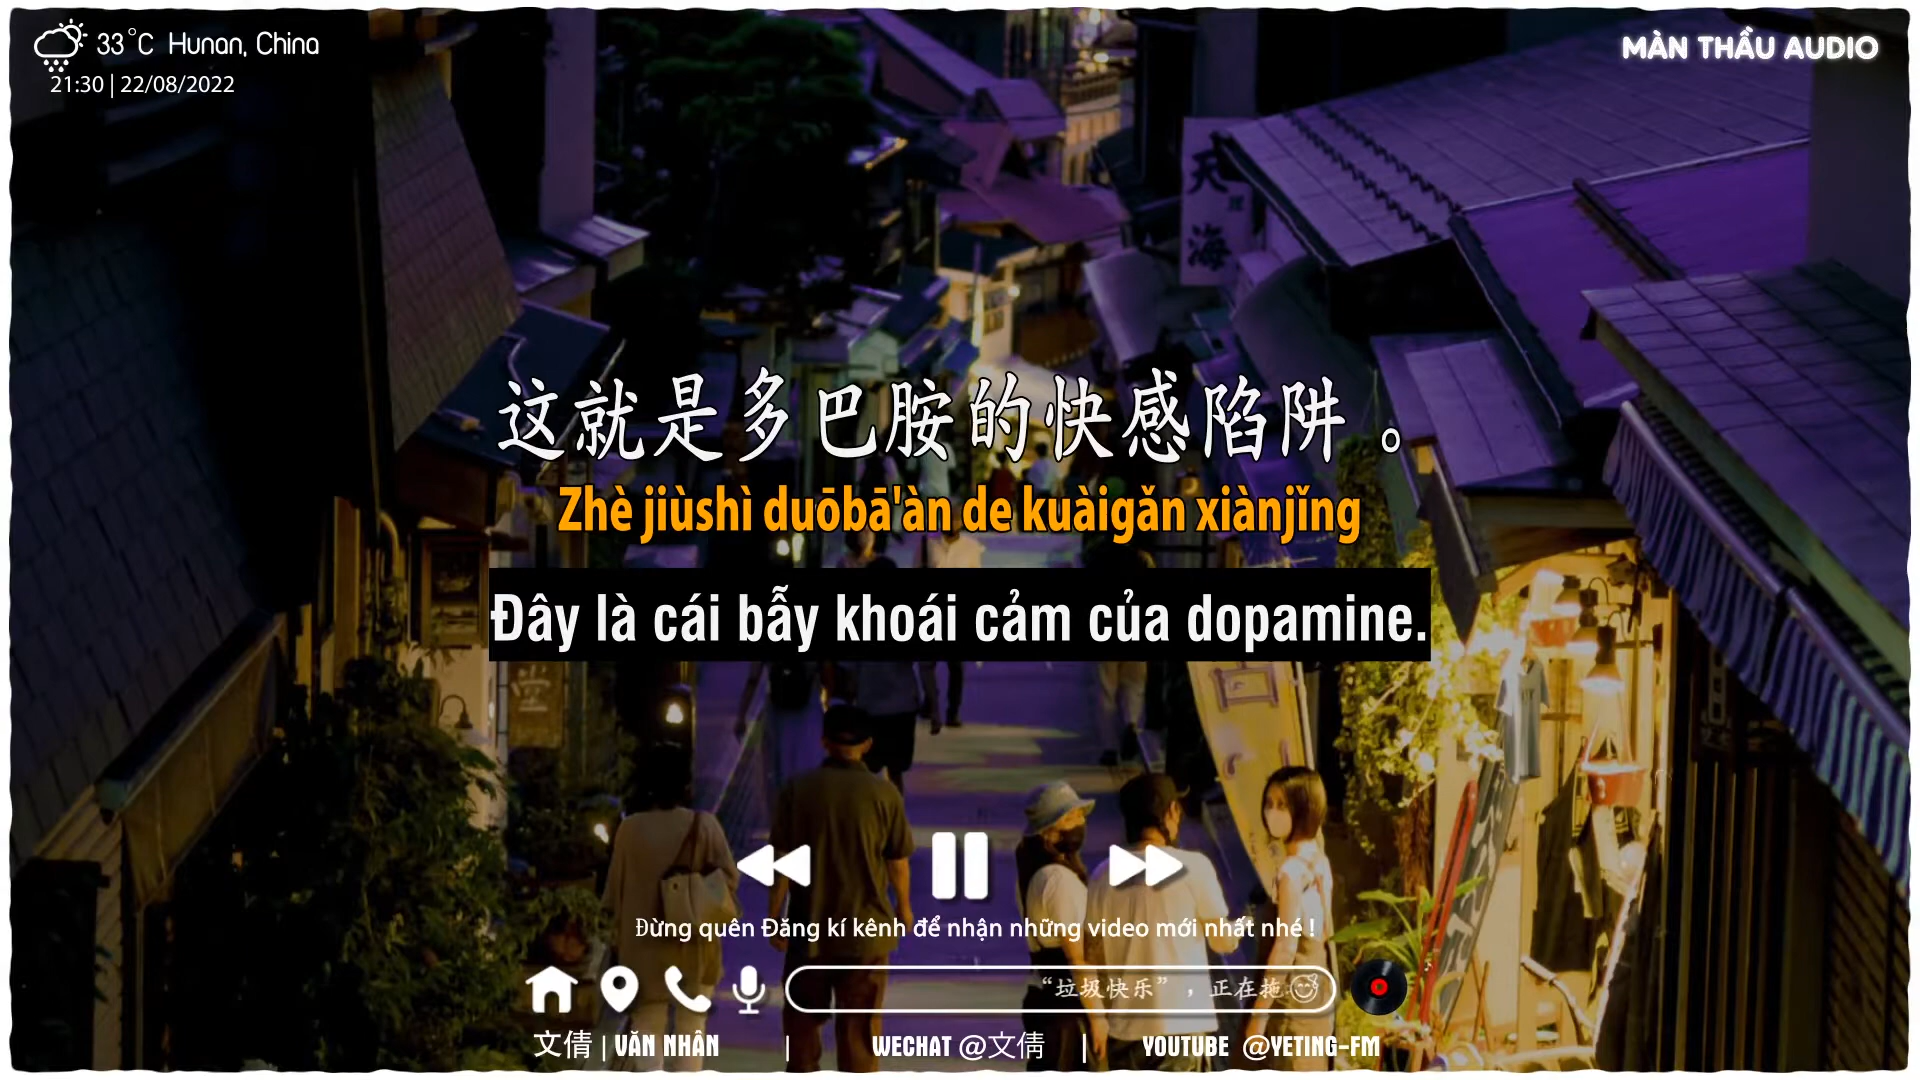 33°C Hunan, China
21:30 | 22/08/2022
MÀN THẦU AUDIO
天
海
这就是多巴胺的快感陷阱。
Zhè jiùshì duōbā'àn de kuàigǎn xiànjǐng
Đây là cái bẫy khoái cảm của dopamine.
堂
Đừng quên Đăng kí kênh để nhận những video mới nhất nhé !
“垃圾快乐”，正在拖
文倩 | VĂN NHÂN | WECHAT @文倩 | YOUTUBE @YETING-FM